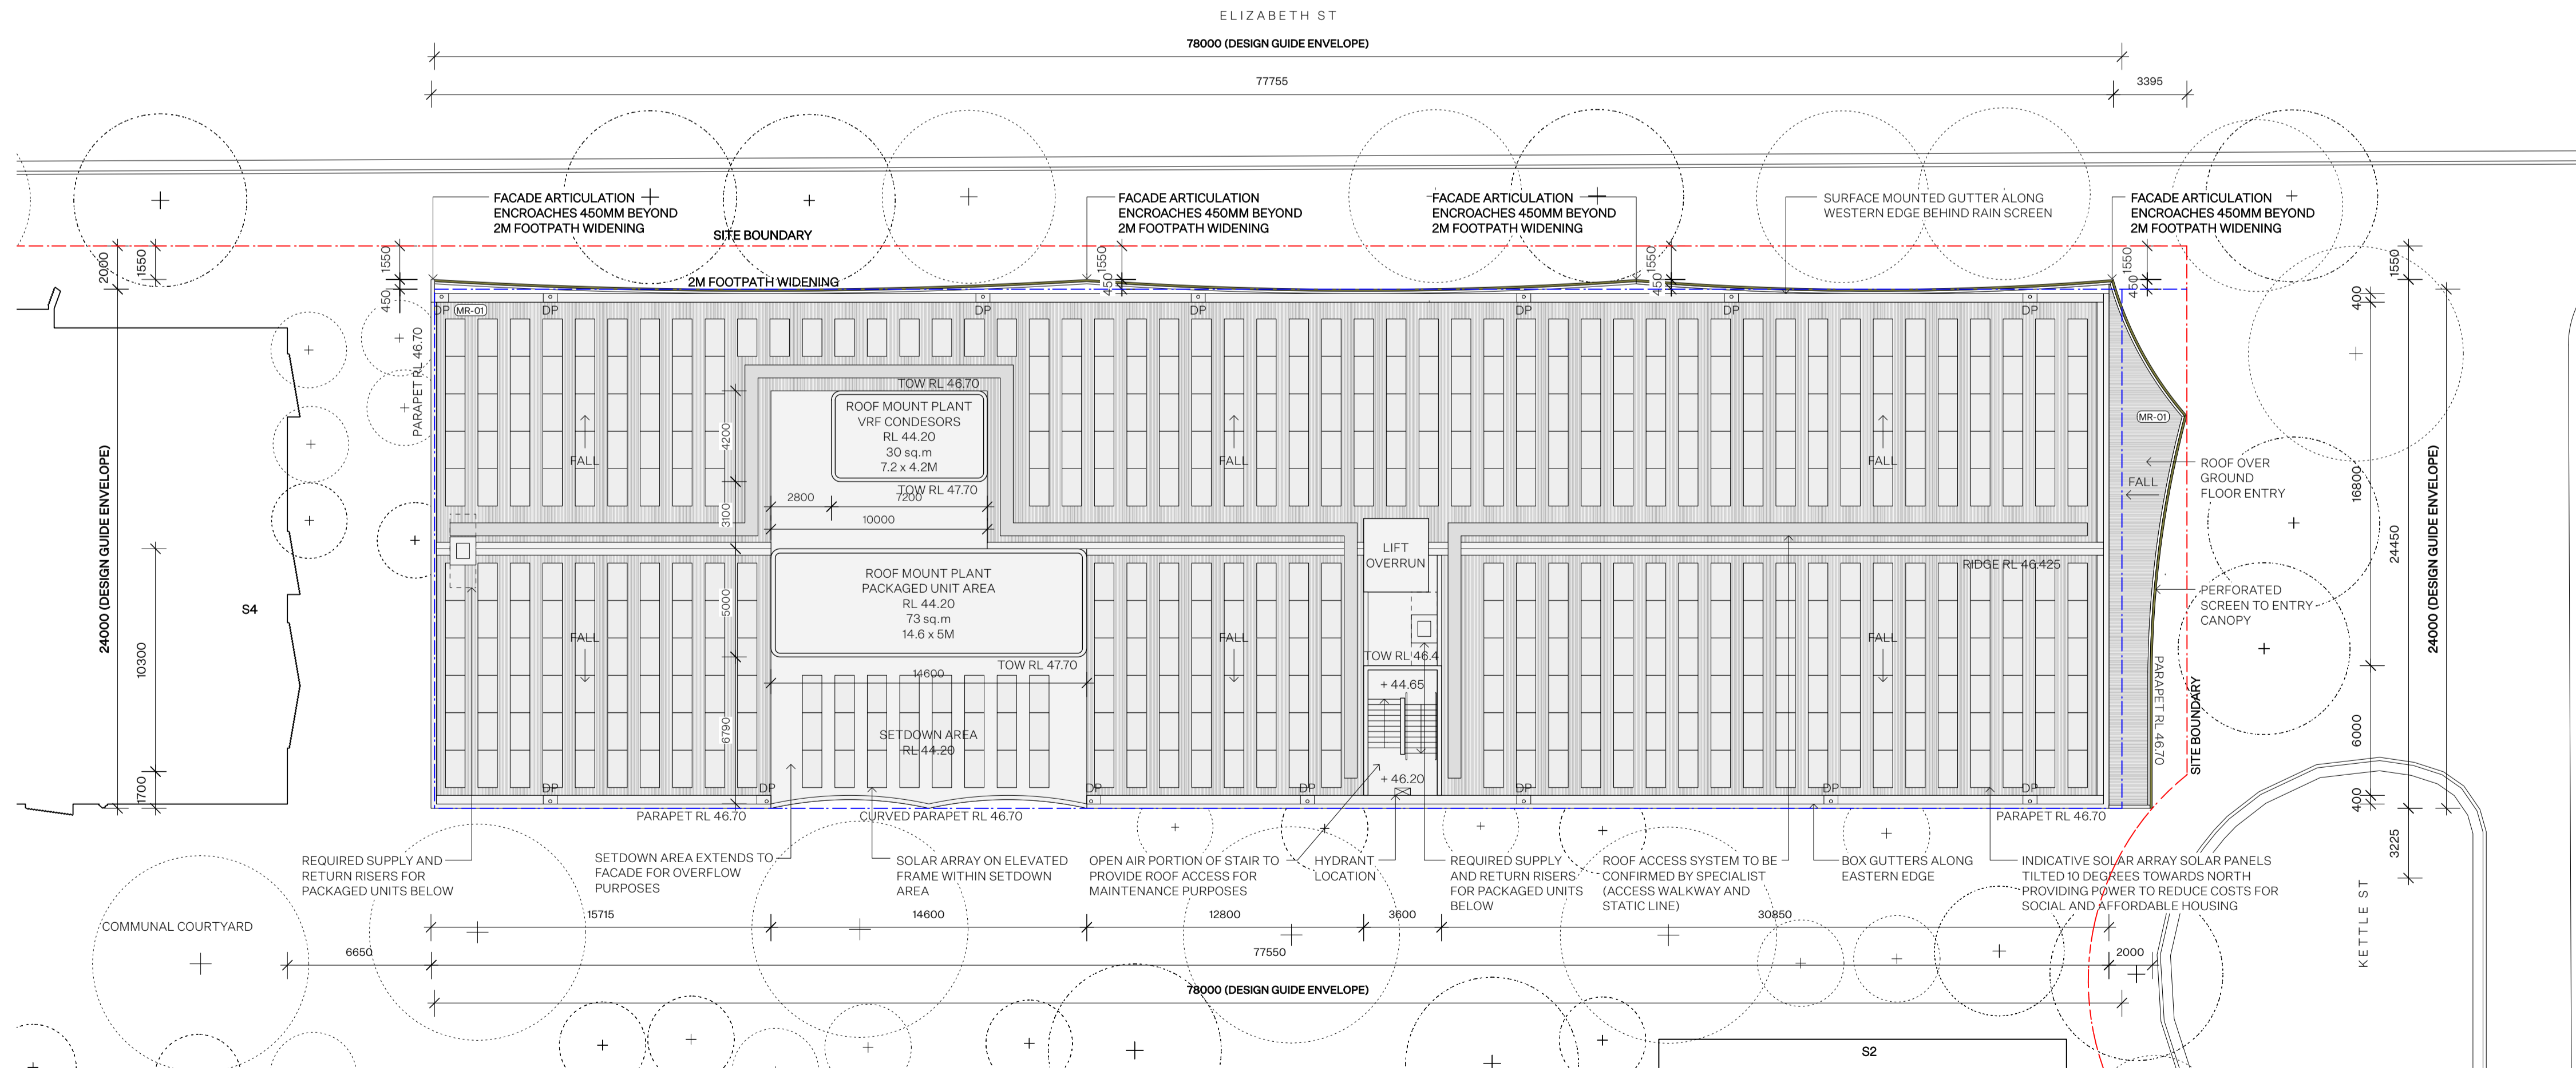 ELIZABETH ST
78000 (DESIGN GUIDE ENVELOPE)
77755
3395
FACADE ARTICULATION
ENCROACHES 450MM BEYOND
2M FOOTPATH WIDENING
FACADE ARTICULATION
ENCROACHES 450MM BEYOND
2M FOOTPATH WIDENING
FACADE ARTICULATION
ENCROACHES 450MM BEYOND
2M FOOTPATH WIDENING
SURFACE MOUNTED GUTTER ALONG
WESTERN EDGE BEHIND RAIN SCREEN
FACADE ARTICULATION
ENCROACHES 450MM BEYOND
2M FOOTPATH WIDENING
SITE BOUNDARY
2M FOOTPATH WIDENING
2000
1550
1550
450
1550
450
1550
450
1550
450
1550
400
DP
MR-01
DP
DP
DP
DP
DP
DP
PARAPET RL 46.70
TOW RL 46.70
ROOF MOUNT PLANT
VRF CONDESORS
RL 44.20
30 sq.m
7.2 x 4.2M
TOW RL 47.70
4200
3100
2800
7200
10000
FALL
FALL
FALL
MR-01
FALL
ROOF OVER
GROUND
FLOOR ENTRY
16800
24450
24000 (DESIGN GUIDE ENVELOPE)
24000 (DESIGN GUIDE ENVELOPE)
10300
1700
S4
LIFT
OVERRUN
RIDGE RL 46.425
ROOF MOUNT PLANT
PACKAGED UNIT AREA
RL 44.20
73 sq.m
14.6 x 5M
5000
TOW RL 47.70
14600
6790
FALL
FALL
FALL
PERFORATED
SCREEN TO ENTRY
CANOPY
TOW RL 46.4
+ 44.65
+ 46.20
SETDOWN AREA
RL 44.20
PARAPET RL 46.70
SITE BOUNDARY
6000
400
3225
DP
DP
DP
DP
DP
DP
DP
PARAPET RL 46.70
CURVED PARAPET RL 46.70
PARAPET RL 46.70
REQUIRED SUPPLY AND
RETURN RISERS FOR
PACKAGED UNITS BELOW
SETDOWN AREA EXTENDS TO
FACADE FOR OVERFLOW
PURPOSES
SOLAR ARRAY ON ELEVATED
FRAME WITHIN SETDOWN
AREA
OPEN AIR PORTION OF STAIR TO
PROVIDE ROOF ACCESS FOR
MAINTENANCE PURPOSES
HYDRANT
LOCATION
REQUIRED SUPPLY
AND RETURN RISERS
FOR PACKAGED UNITS
BELOW
ROOF ACCESS SYSTEM TO BE
CONFIRMED BY SPECIALIST
(ACCESS WALKWAY AND
STATIC LINE)
BOX GUTTERS ALONG
EASTERN EDGE
INDICATIVE SOLAR ARRAY SOLAR PANELS
TILTED 10 DEGREES TOWARDS NORTH
PROVIDING POWER TO REDUCE COSTS FOR
SOCIAL AND AFFORDABLE HOUSING
COMMUNAL COURTYARD
15715
14600
12800
3600
30850
6650
77550
2000
78000 (DESIGN GUIDE ENVELOPE)
KETTLE ST
S2